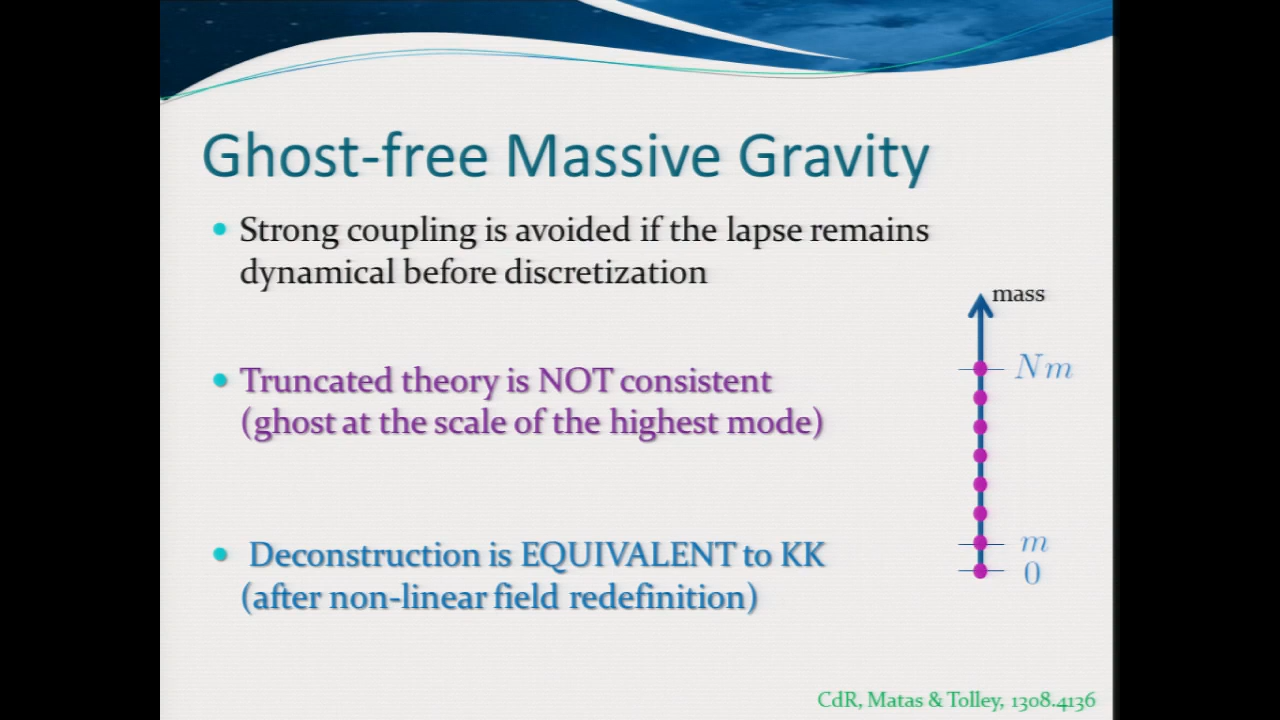 Ghost-free Massive Gravity
Strong coupling is avoided if the lapse remains
dynamical before discretization
Truncated theory is NOT consistent
(ghost at the scale of the highest mode)
Deconstruction is EQUIVALENT to KK
(after non-linear field redefinition)
mass
Nm
m
0
CdR, Matas & Tolley, 1308.4136